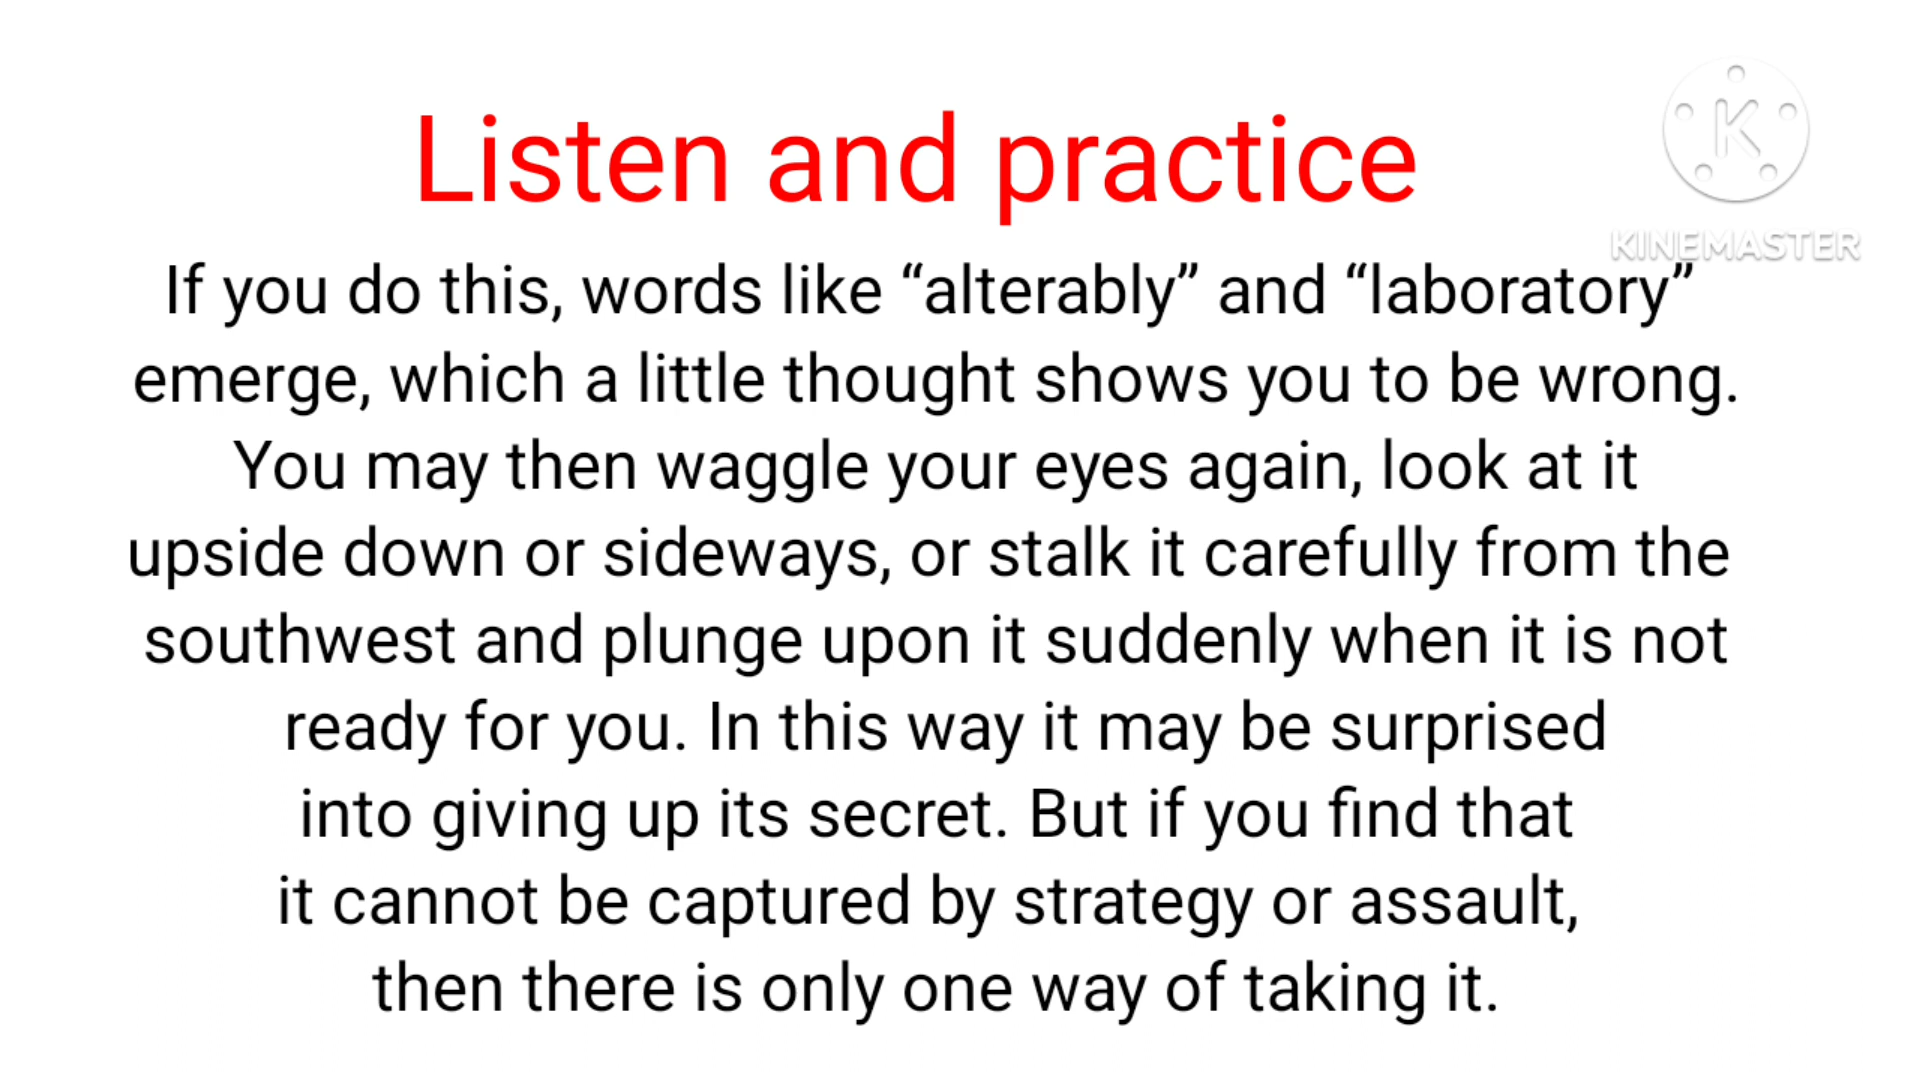 Listen and practice
KINEMASTER
If you do this, words like “alterably” and “laboratory”
emerge, which a little thought shows you to be wrong.
You may then waggle your eyes again, look at it
upside down or sideways, or stalk it carefully from the
southwest and plunge upon it suddenly when it is not
ready for you. In this way it may be surprised
into giving up its secret. But if you find that
it cannot be captured by strategy or assault,
then there is only one way of taking it.